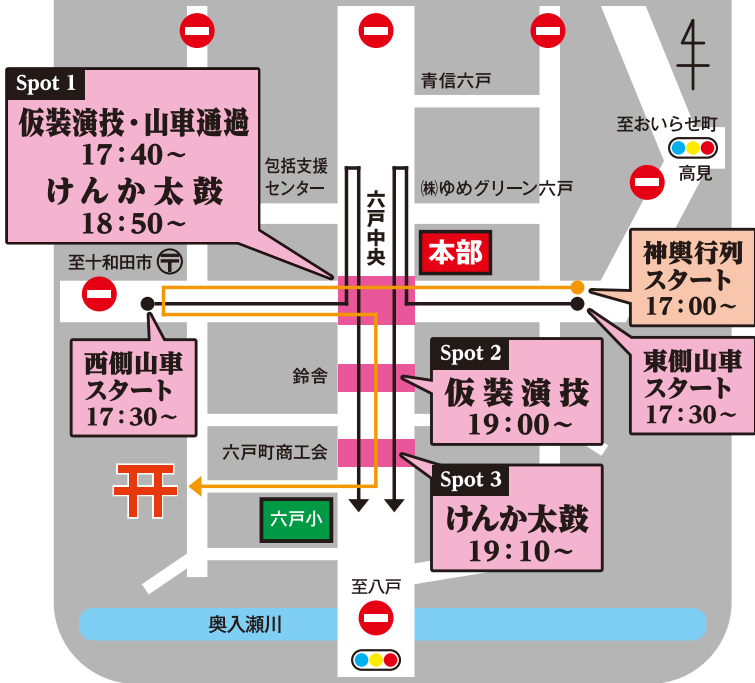 Spot 1
仮装演技・山車通過
17:40～
けんか太鼓
18:50～
青信六戸
至おいらせ町
高見
包括支援
センター
六戸中央
㈱ゆめグリーン六戸
本部
至十和田市
神輿行列
スタート
17:00～
西側山車
スタート
17:30～
東側山車
スタート
17:30～
鈴舎
Spot 2
仮装演技
19:00～
六戸町商工会
Spot 3
けんか太鼓
19:10～
六戸小
至八戸
奥入瀬川